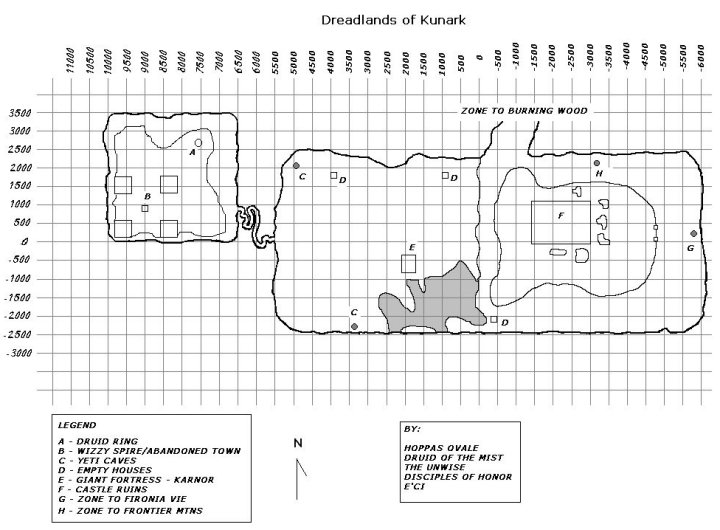 Dreadlands of Kunark
11000 10500 10000 9500 9000 8500 8000 7500 7000 6500 6000 5500 5000 4500 4000 3500 3000 2500 2000 1500 1000 500 0 -500 -1000 -1500 -2000 -2500 -3000 -3500 -4000 -4500 -5000 -5500 -6000
ZONE TO BURNING WOOD
3500
3000
2500
2000
1500
1000
500
0
-500
-1000
-1500
-2000
-2500
-3000
A
B
C
D
D
H
F
G
E
C
D
LEGEND
A - DRUID RING
B - WIZZY SPIRE/ABANDONED TOWN
C - YETI CAVES
D - EMPTY HOUSES
E - GIANT FORTRESS - KARNOR
F - CASTLE RUINS
G - ZONE TO FIRONIA VIE
H - ZONE TO FRONTIER MTNS
N
BY:
HOPPAS OVALE
DRUID OF THE MIST
THE UNWISE
DISCIPLES OF HONOR
E'CI